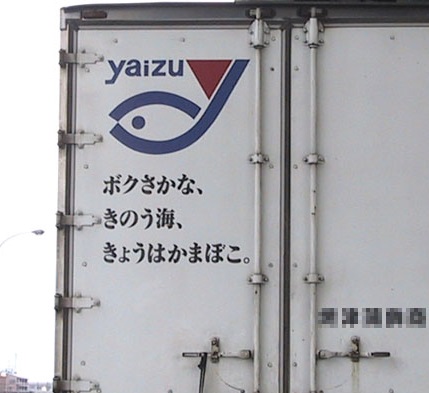 yaizu
ボクさかな、
きのう海、
きょうはかまぼこ。